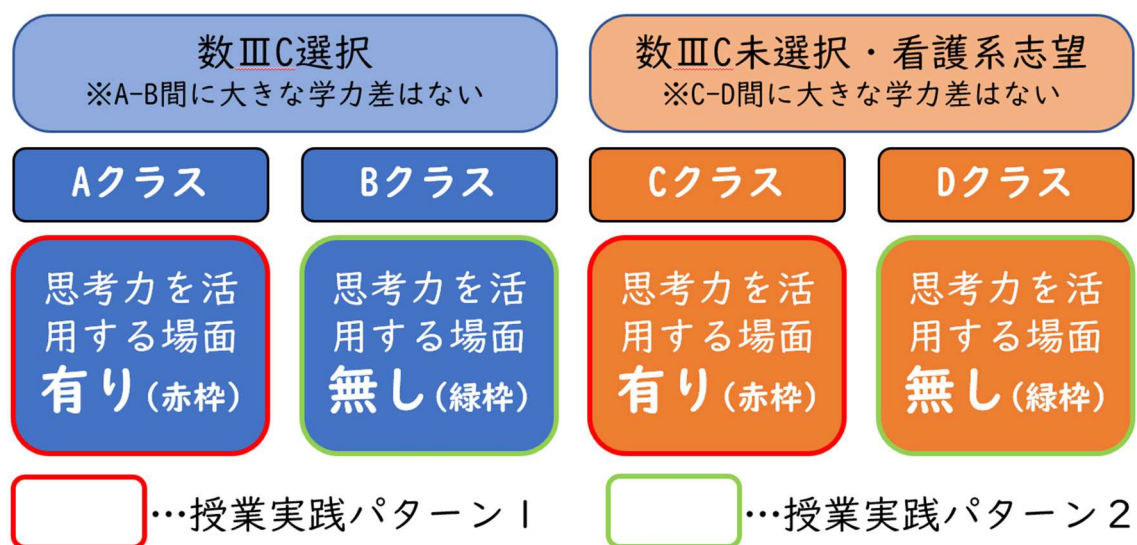 数ⅢC選択
※A-B間に大きな学力差はない
数ⅢC未選択・看護系志望
※C-D間に大きな学力差はない
Aクラス
Bクラス
Cクラス
Dクラス
思考力を活
用する場面
有り(赤枠)
思考力を活
用する場面
無し(緑枠)
思考力を活
用する場面
有り(赤枠)
思考力を活
用する場面
無し(緑枠)
…授業実践パターン1
…授業実践パターン2